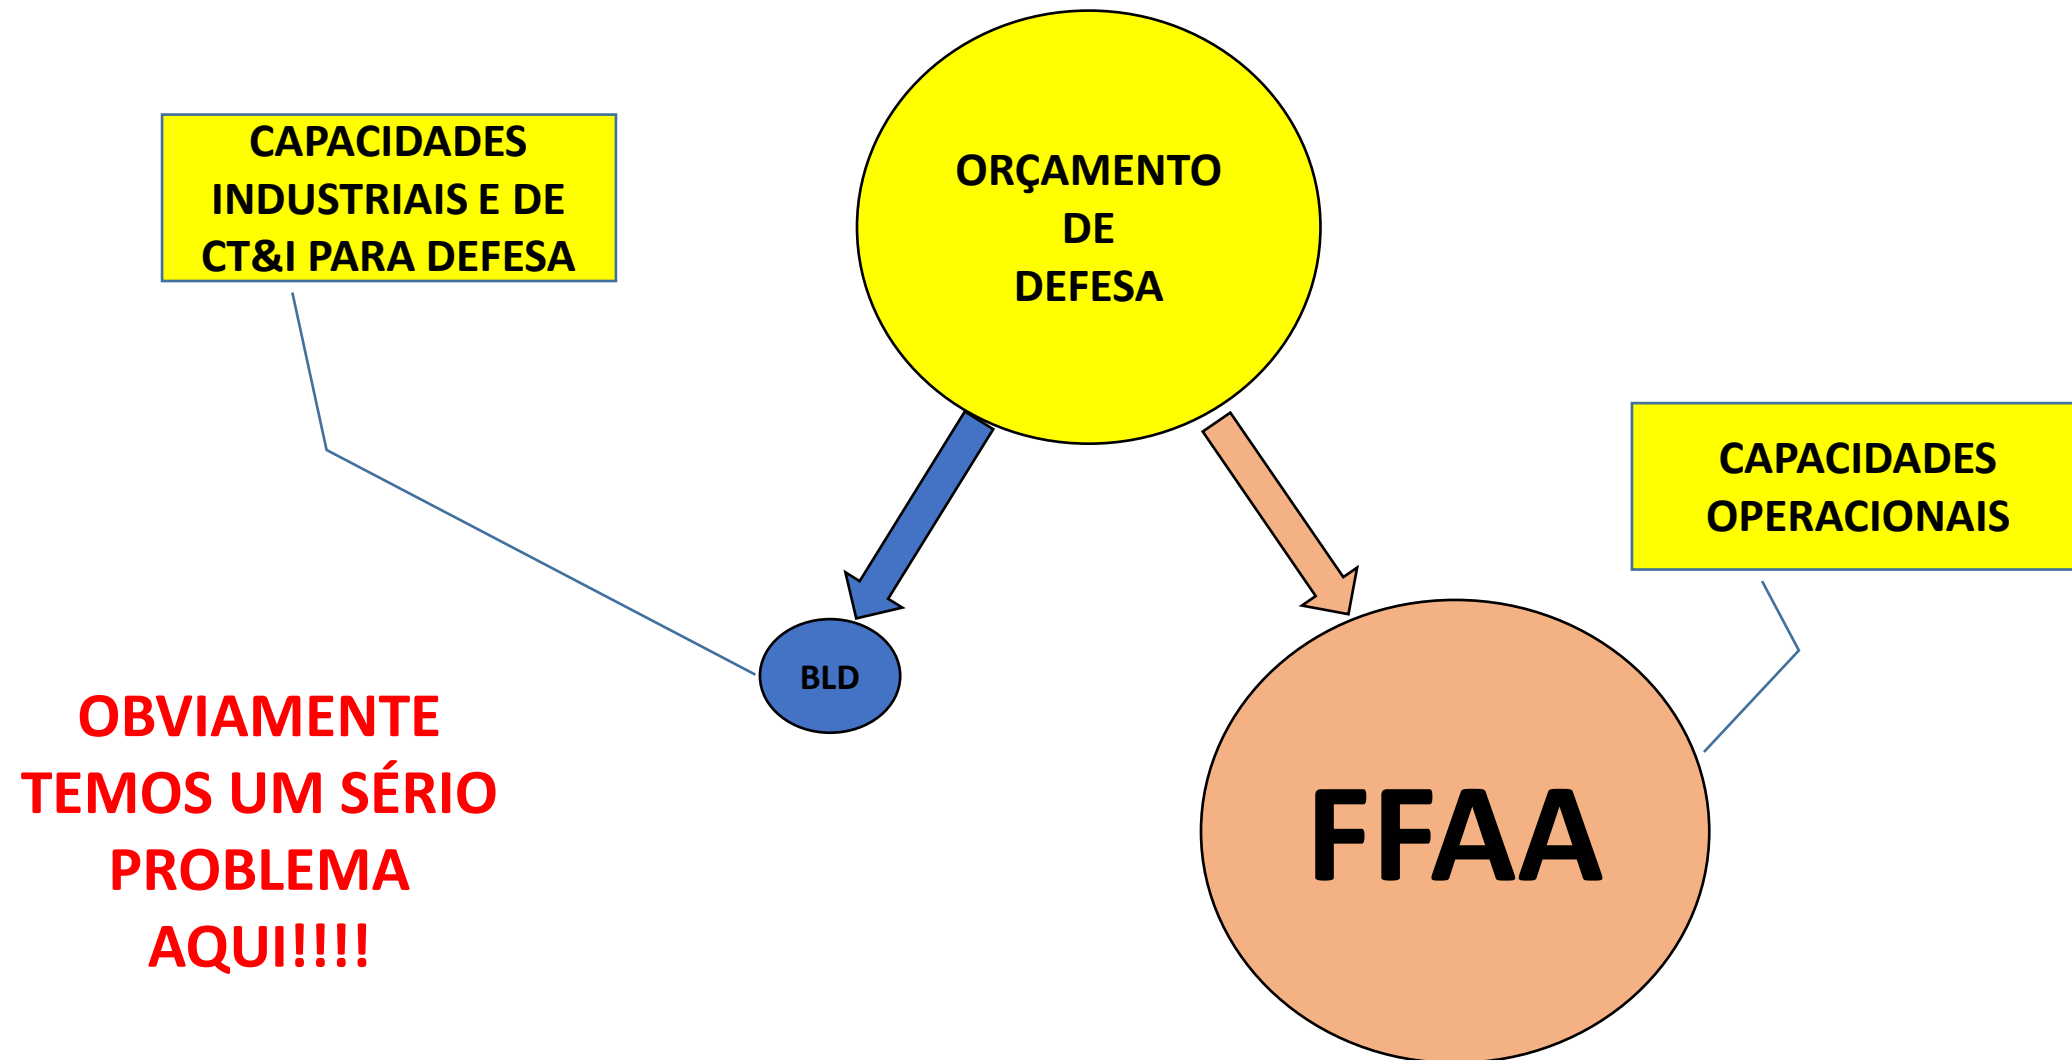 CAPACIDADES
INDUSTRIAIS E DE
CT&I PARA DEFESA
ORÇAMENTO
DE
DEFESA
CAPACIDADES
OPERACIONAIS
BLD
FFAA
OBVIAMENTE
TEMOS UM SÉRIO
PROBLEMA
AQUI!!!!